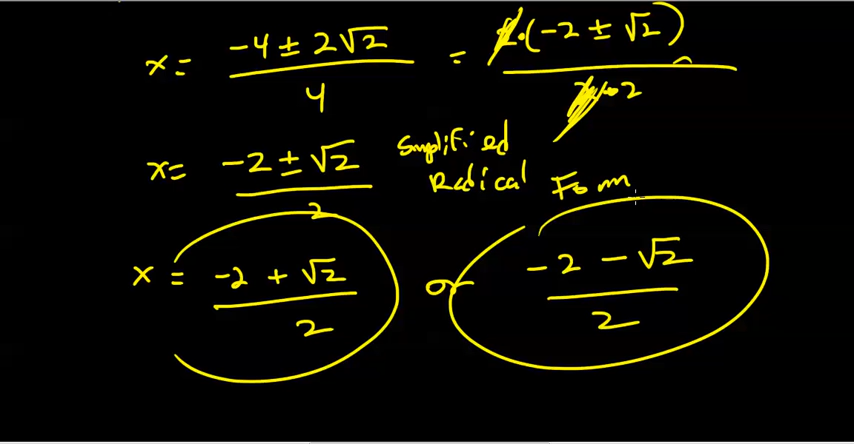 x = (-4 ± 2√2) / 4 = 2·(-2 ± √2) / 2·2
x = (-2 ± √2) / 2 Simplified Radical Form
x = (-2 + √2) / 2 or (-2 - √2) / 2